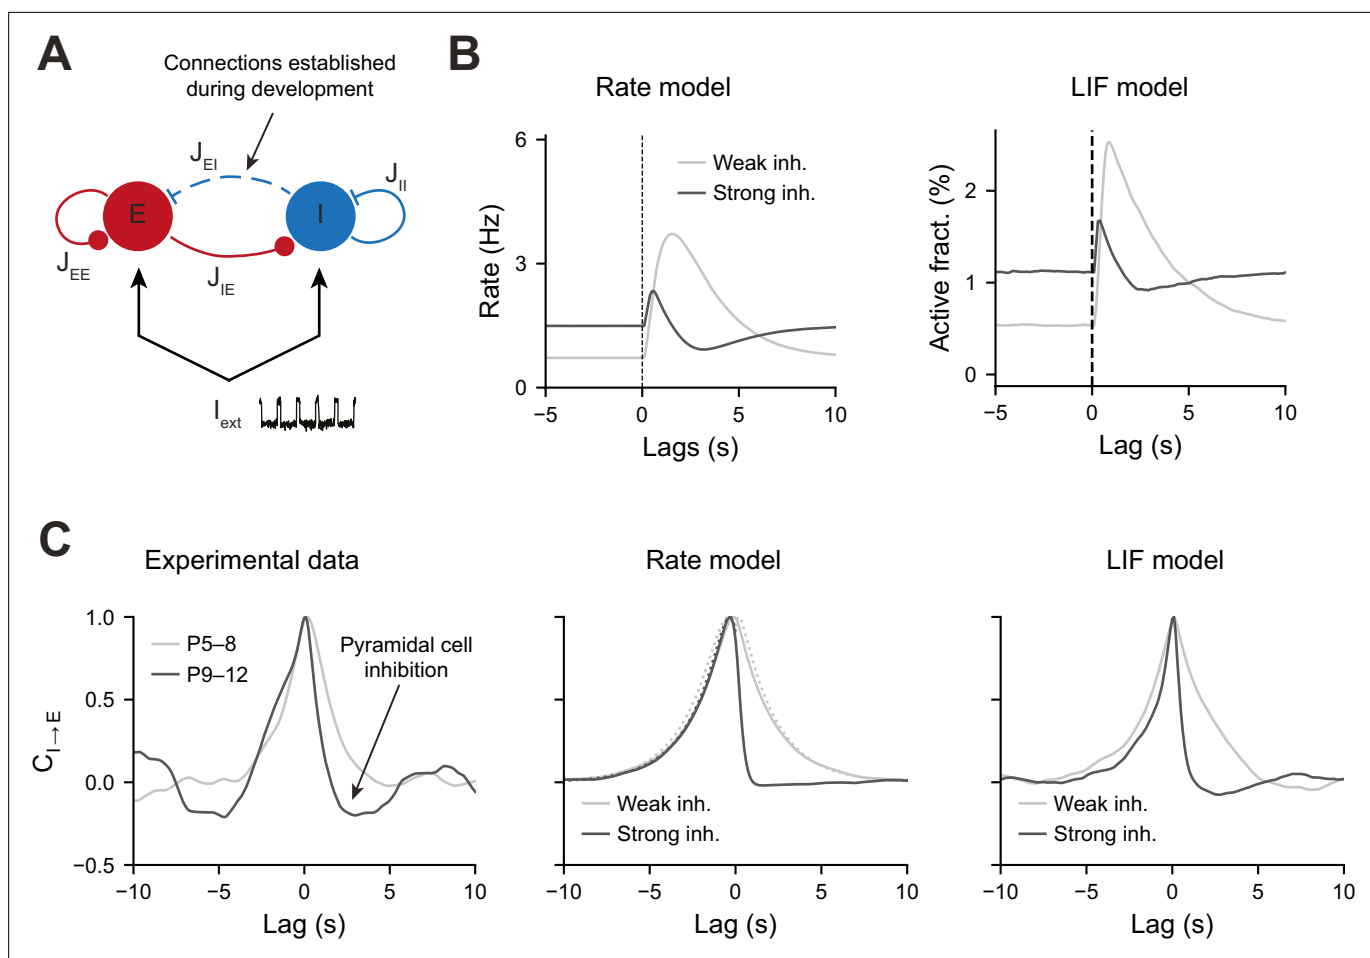 A
Connections established
during development
J_EI
J_II
E
I
J_EE
J_IE
I_ext
B
Rate model
6
3
0
Rate (Hz)
Weak inh.
Strong inh.
−5 0 5 10
Lags (s)
LIF model
2
1
0
Active fract. (%)
−5 0 5 10
Lag (s)
C
Experimental data
1.0
0.5
0.0
−0.5
C_I→E
P5–8
P9–12
Pyramidal cell
inhibition
−10 −5 0 5 10
Lag (s)
Rate model
Weak inh.
Strong inh.
−10 −5 0 5 10
Lag (s)
LIF model
Weak inh.
Strong inh.
−10 −5 0 5 10
Lag (s)